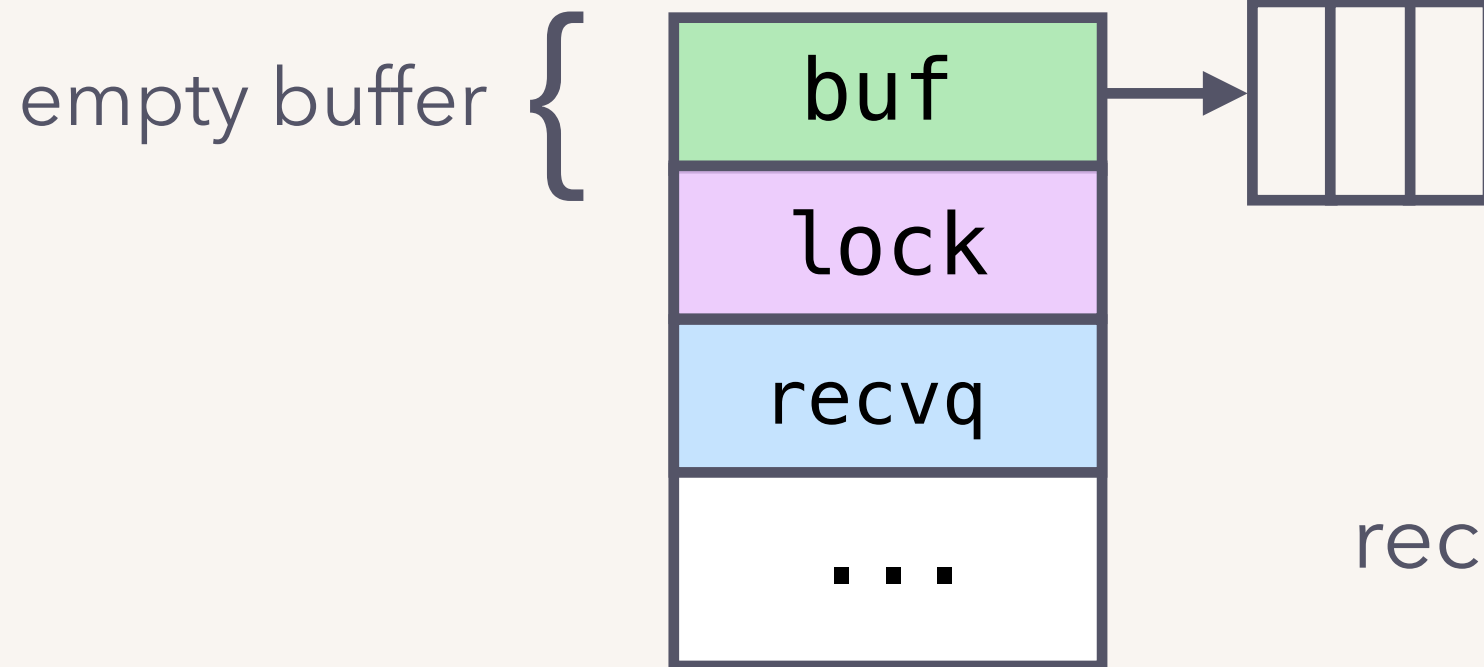 empty buffer
buf
lock
recvq
...
rec